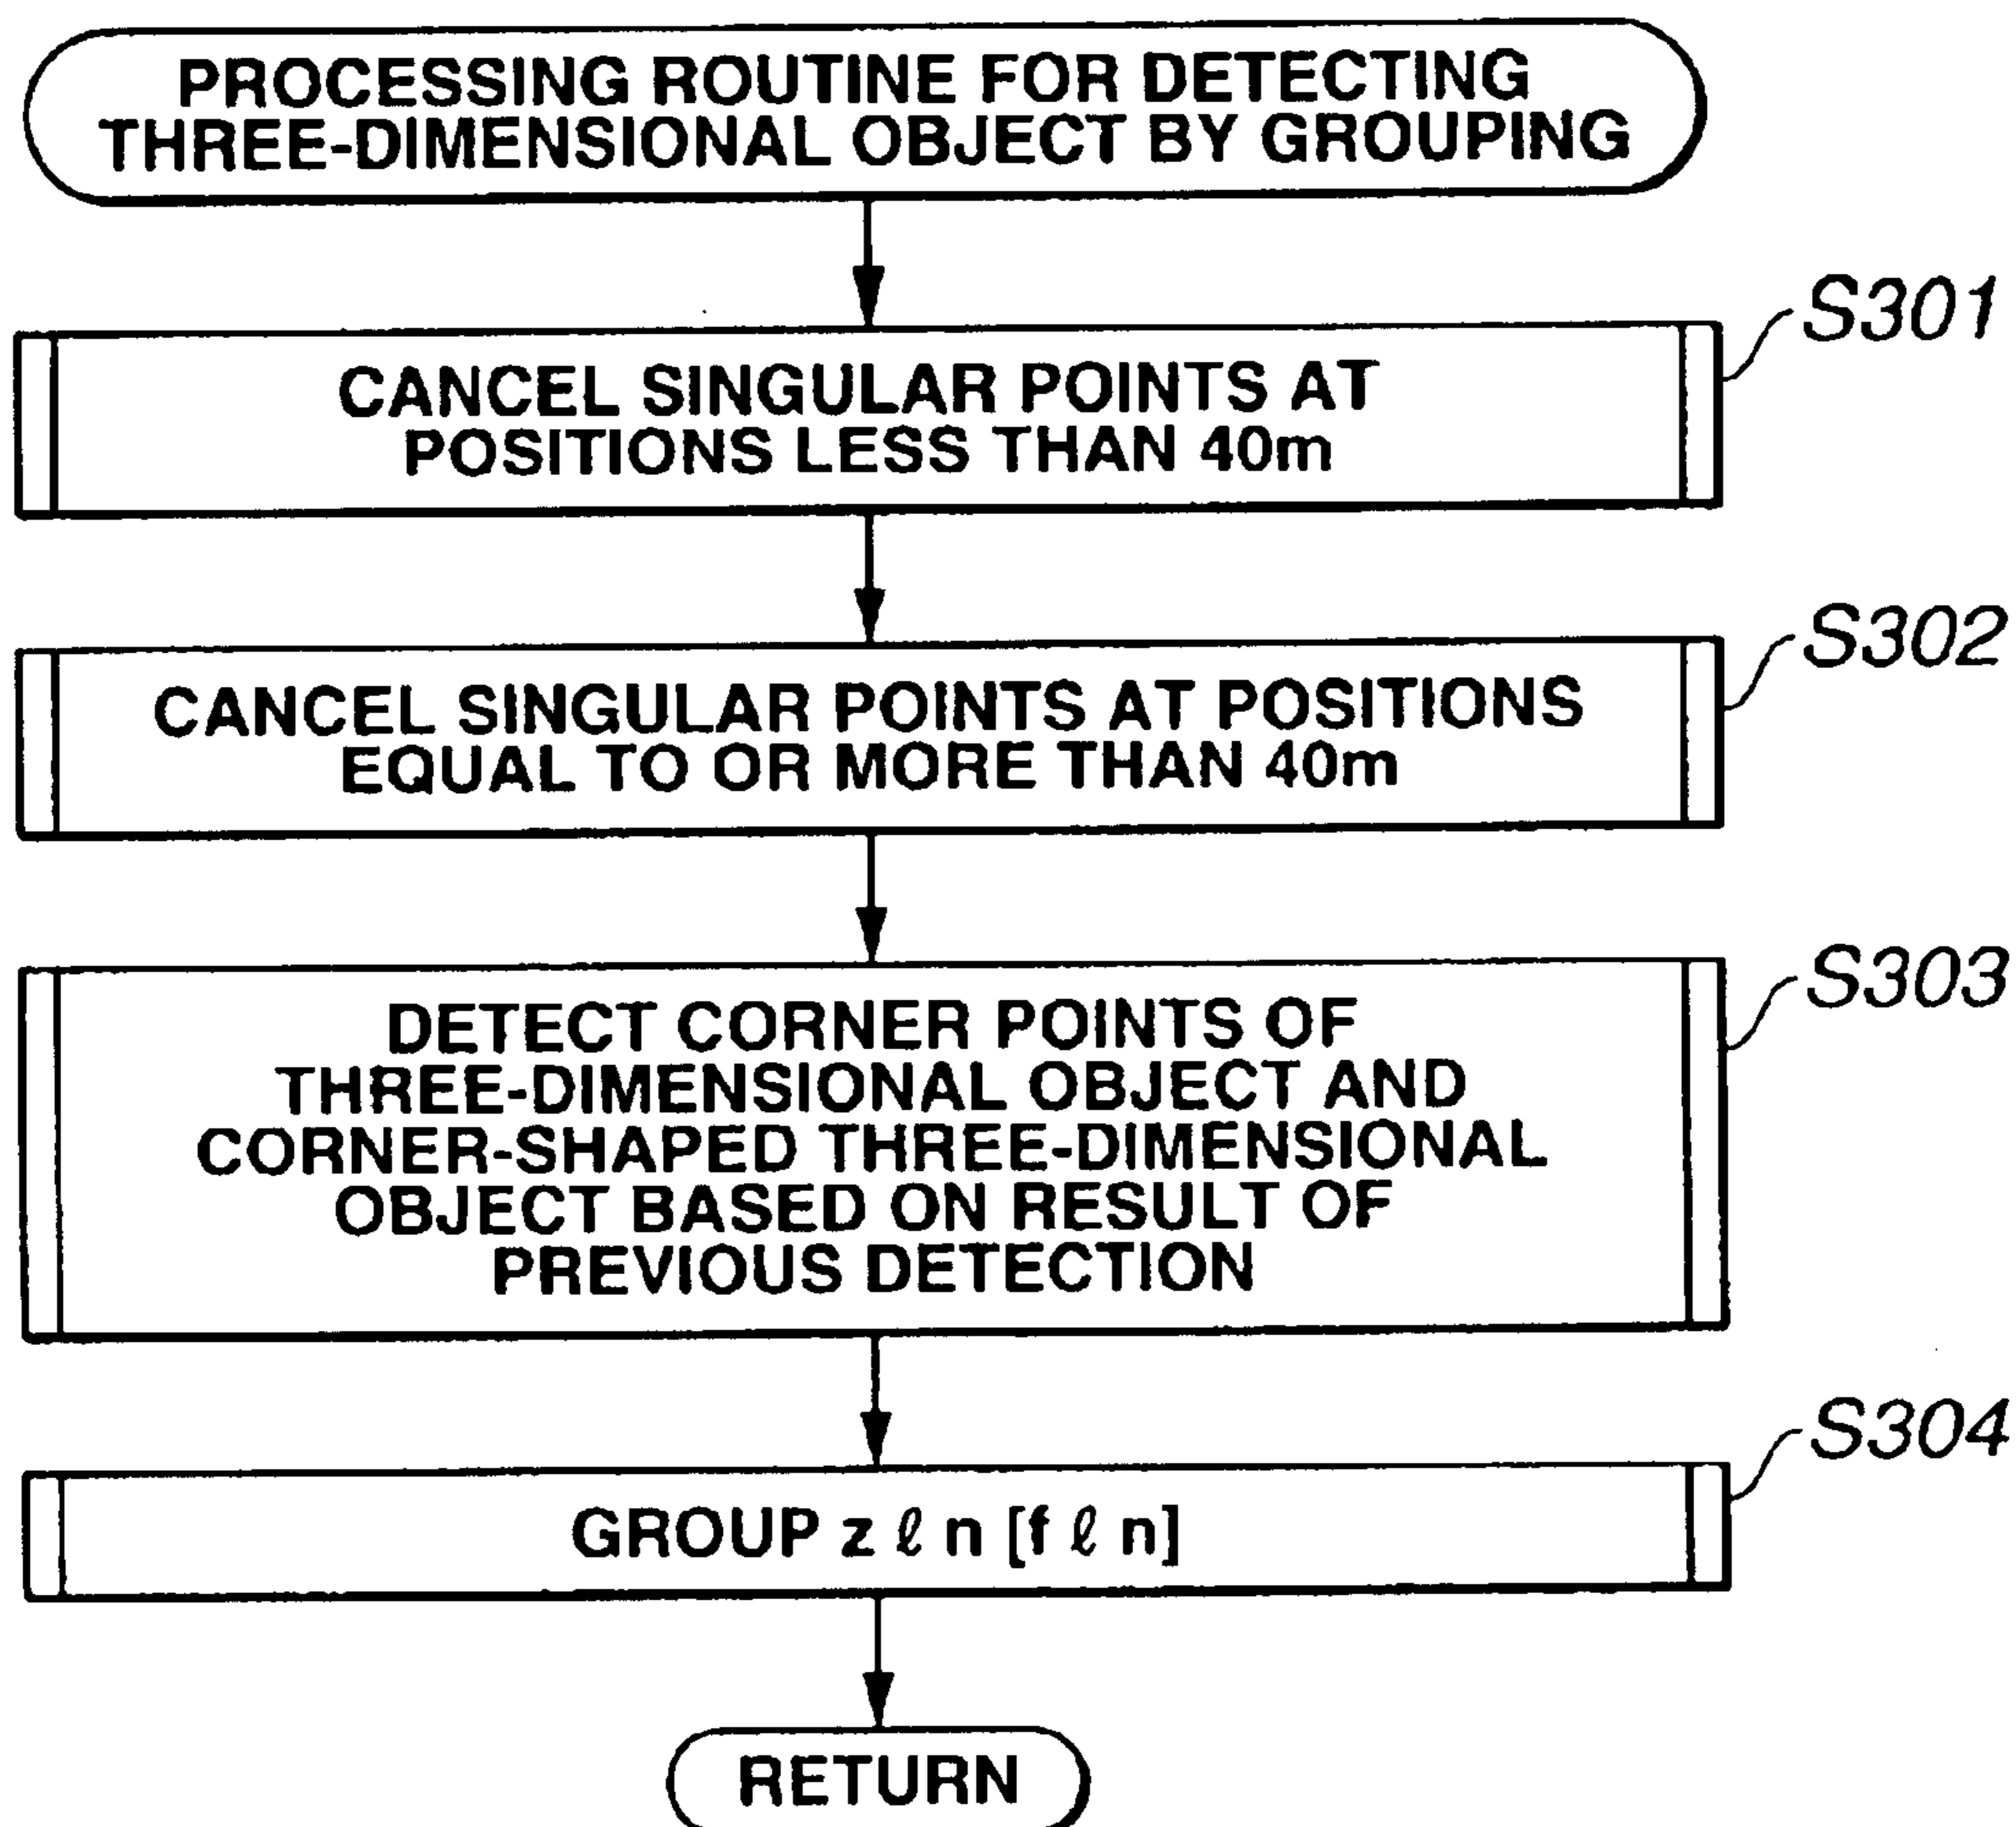 PROCESSING ROUTINE FOR DETECTING
THREE-DIMENSIONAL OBJECT BY GROUPING
S301
CANCEL SINGULAR POINTS AT
POSITIONS LESS THAN 40m
S302
CANCEL SINGULAR POINTS AT POSITIONS
EQUAL TO OR MORE THAN 40m
S303
DETECT CORNER POINTS OF
THREE-DIMENSIONAL OBJECT AND
CORNER-SHAPED THREE-DIMENSIONAL
OBJECT BASED ON RESULT OF
PREVIOUS DETECTION
S304
GROUP z ℓ n [f ℓ n]
RETURN